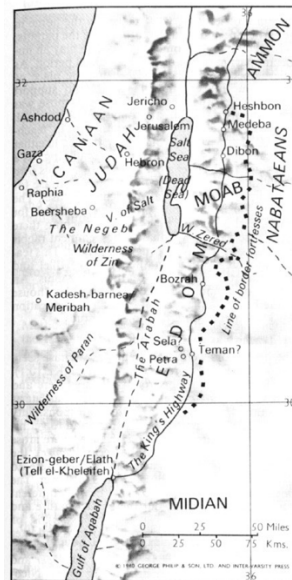 36
AMMON
32
32
Ashdod
Jericho
Heshbon
CANAAN
Jerusalem
Medeba
JUDAH
Salt
Sea
Gaza
Hebron
Dibon
(Dead
Sea)
MOAB
NABATAEANS
Raphia
Beersheba
V. of Salt
The Negeb
W. Zered
Wilderness
of Zin
Line of border fortresses
Bozrah
EDOM
Kadesh-barnea
Meribah
The Arabah
Sela
Petra
Teman?
Wilderness of Paran
30
30
The King's Highway
Ezion-geber/Elath
(Tell el-Kheleifeh)
MIDIAN
Gulf of Aqabah
0 25 50 Miles
0 25 50 75 Kms.
36
© 1980 GEORGE PHILIP & SON, LTD. AND INTER-VARSITY PRESS